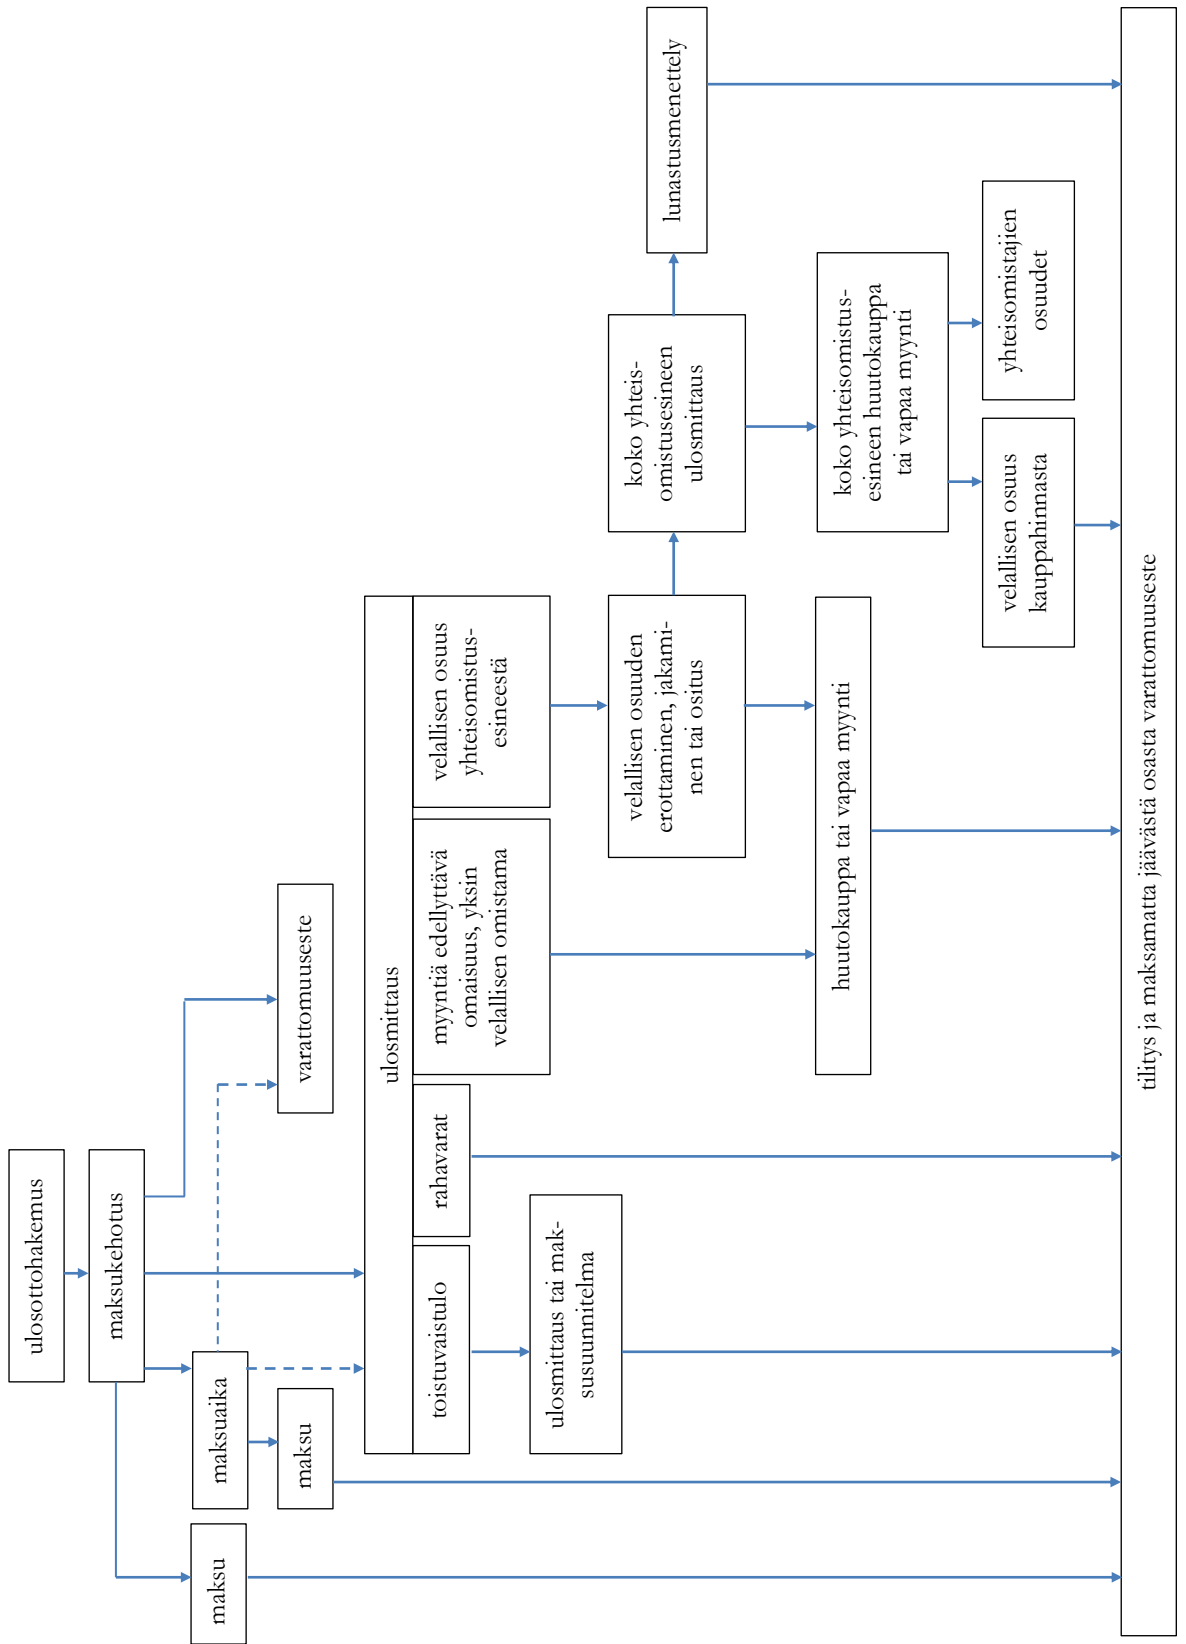 ulosottohakemus
maksukehotus
maksu
maksuaika
maksu
varattomuuseste
ulosmittaus
toistuvaistulo
rahavarat
myyntiä edellyttävä
omaisuus, yksin
velallisen omistama
velallisen osuus
yhteisomistus-
esineestä
ulosmittaus tai mak-
susuunnitelma
velallisen osuuden
erottaminen, jakami-
nen tai ositus
koko yhteis-
omistusesineen
ulosmittaus
lunastusmenettely
huutokauppa tai vapaa myynti
koko yhteisomistus-
esineen huutokauppa
tai vapaa myynti
velallisen osuus
kauppahinnasta
yhteisomistajien
osuudet
tilitys ja maksamatta jäävästä osasta varattomuuseste